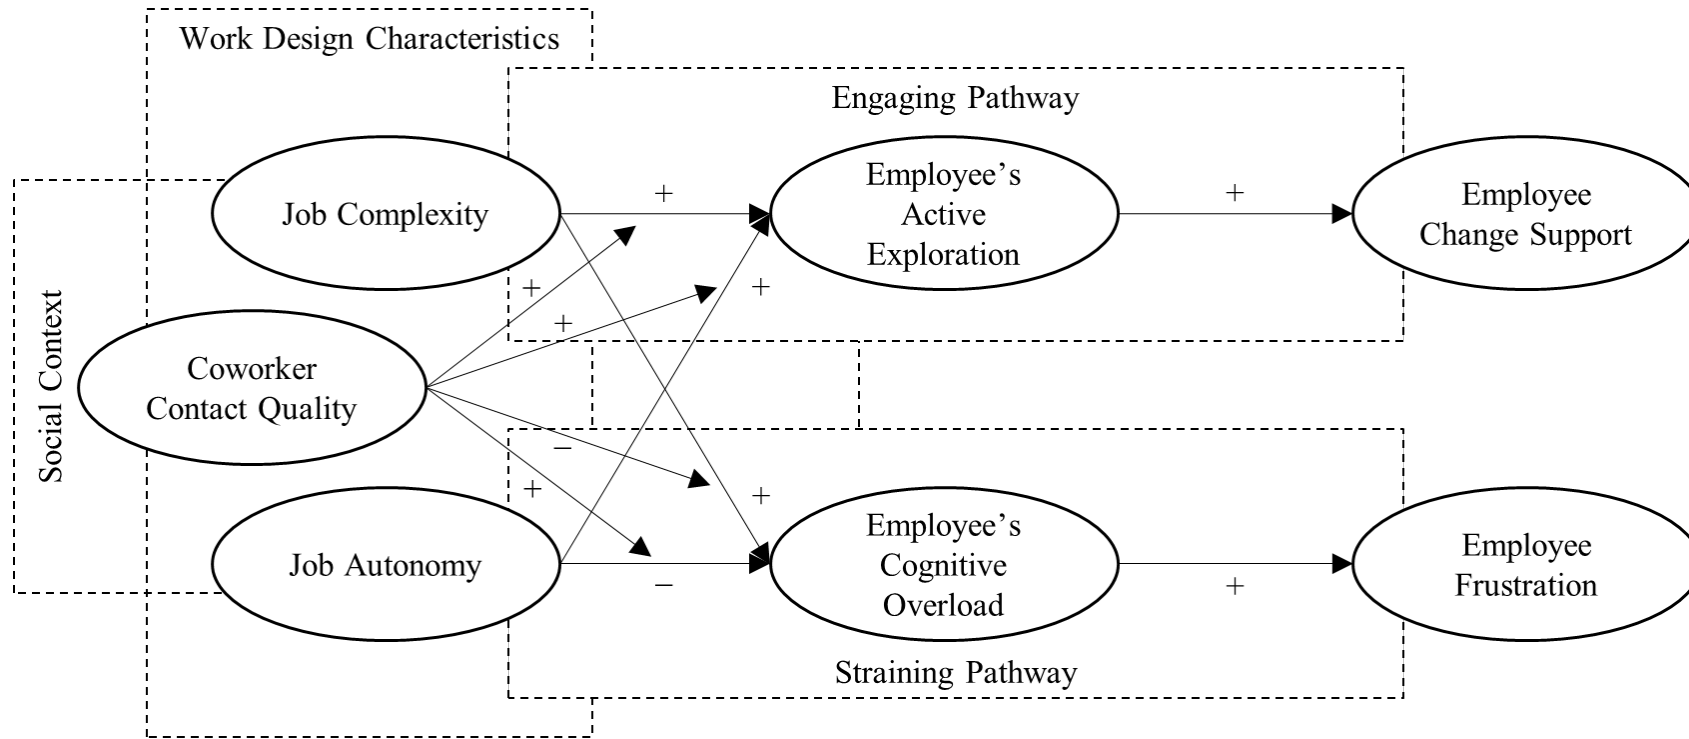 Work Design Characteristics
Engaging Pathway
Job Complexity
+
Employee’s
Active
Exploration
+
Employee
Change Support
+
+
+
Social Context
Coworker
Contact Quality
−
+
+
Job Autonomy
−
Employee’s
Cognitive
Overload
+
Employee
Frustration
Straining Pathway